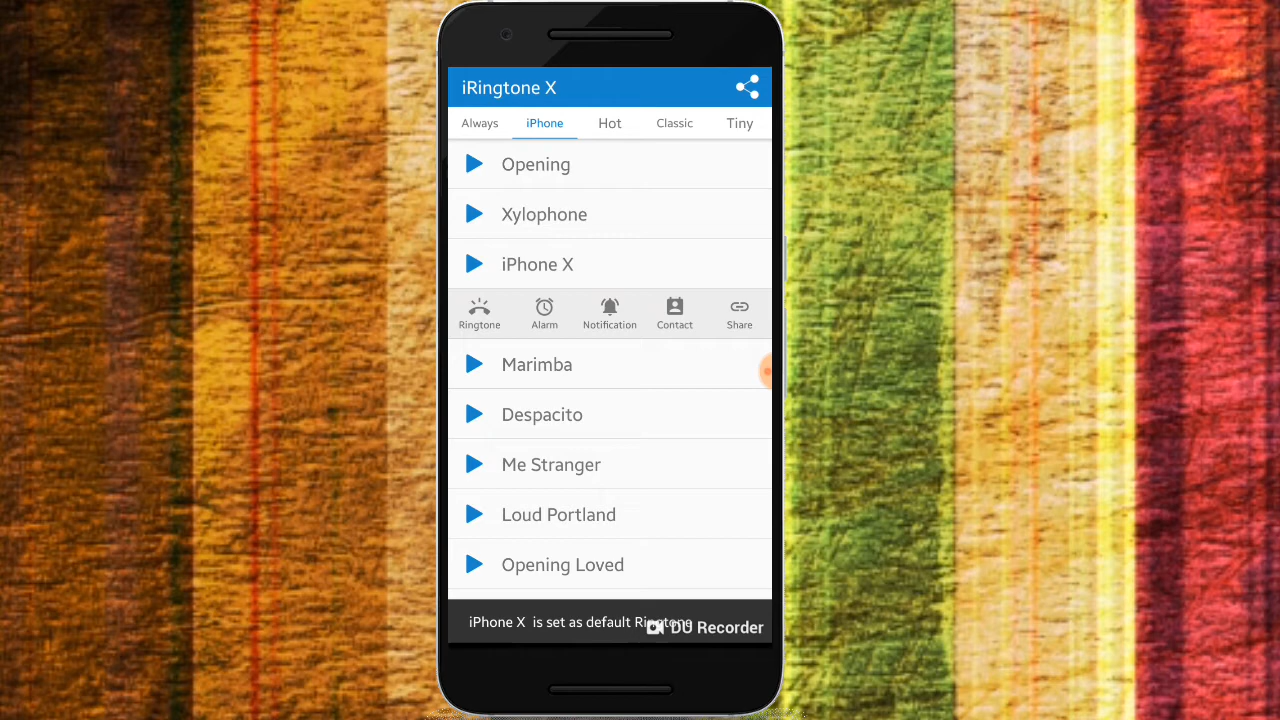 iRingtone X
Always iPhone Hot Classic Tiny
Opening
Xylophone
iPhone X
Ringtone Alarm Notification Contact Share
Marimba
Despacito
Me Stranger
Loud Portland
Opening Loved
iPhone X is set as default Ringtone
DU Recorder